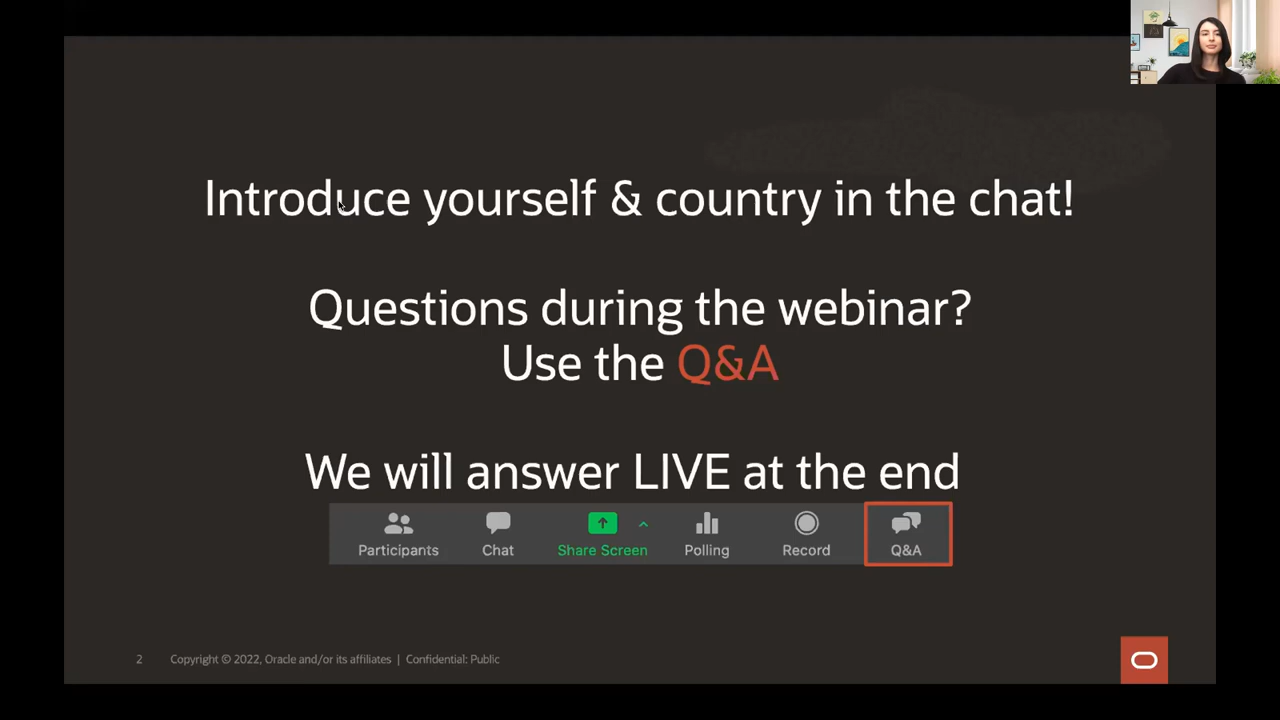 Introduce yourself & country in the chat!
Questions during the webinar?
Use the Q&A
We will answer LIVE at the end
Participants Chat Share Screen Polling Record Q&A
2 Copyright © 2022, Oracle and/or its affiliates | Confidential: Public